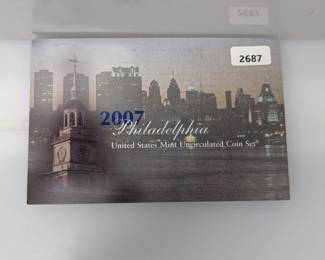 2687
2007
Philadelphia
United States Mint Uncirculated Coin Set®